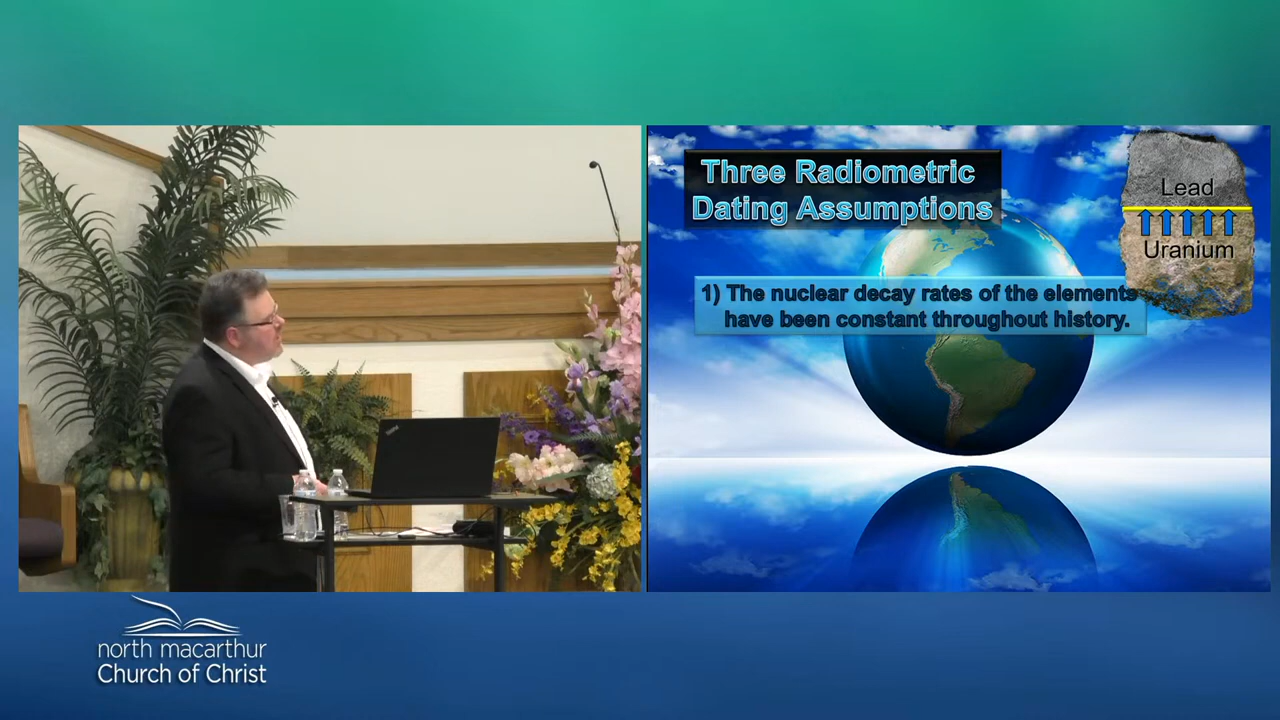 Three Radiometric
Dating Assumptions
Lead
Uranium
1) The nuclear decay rates of the elements
have been constant throughout history.
north macarthur
Church of Christ